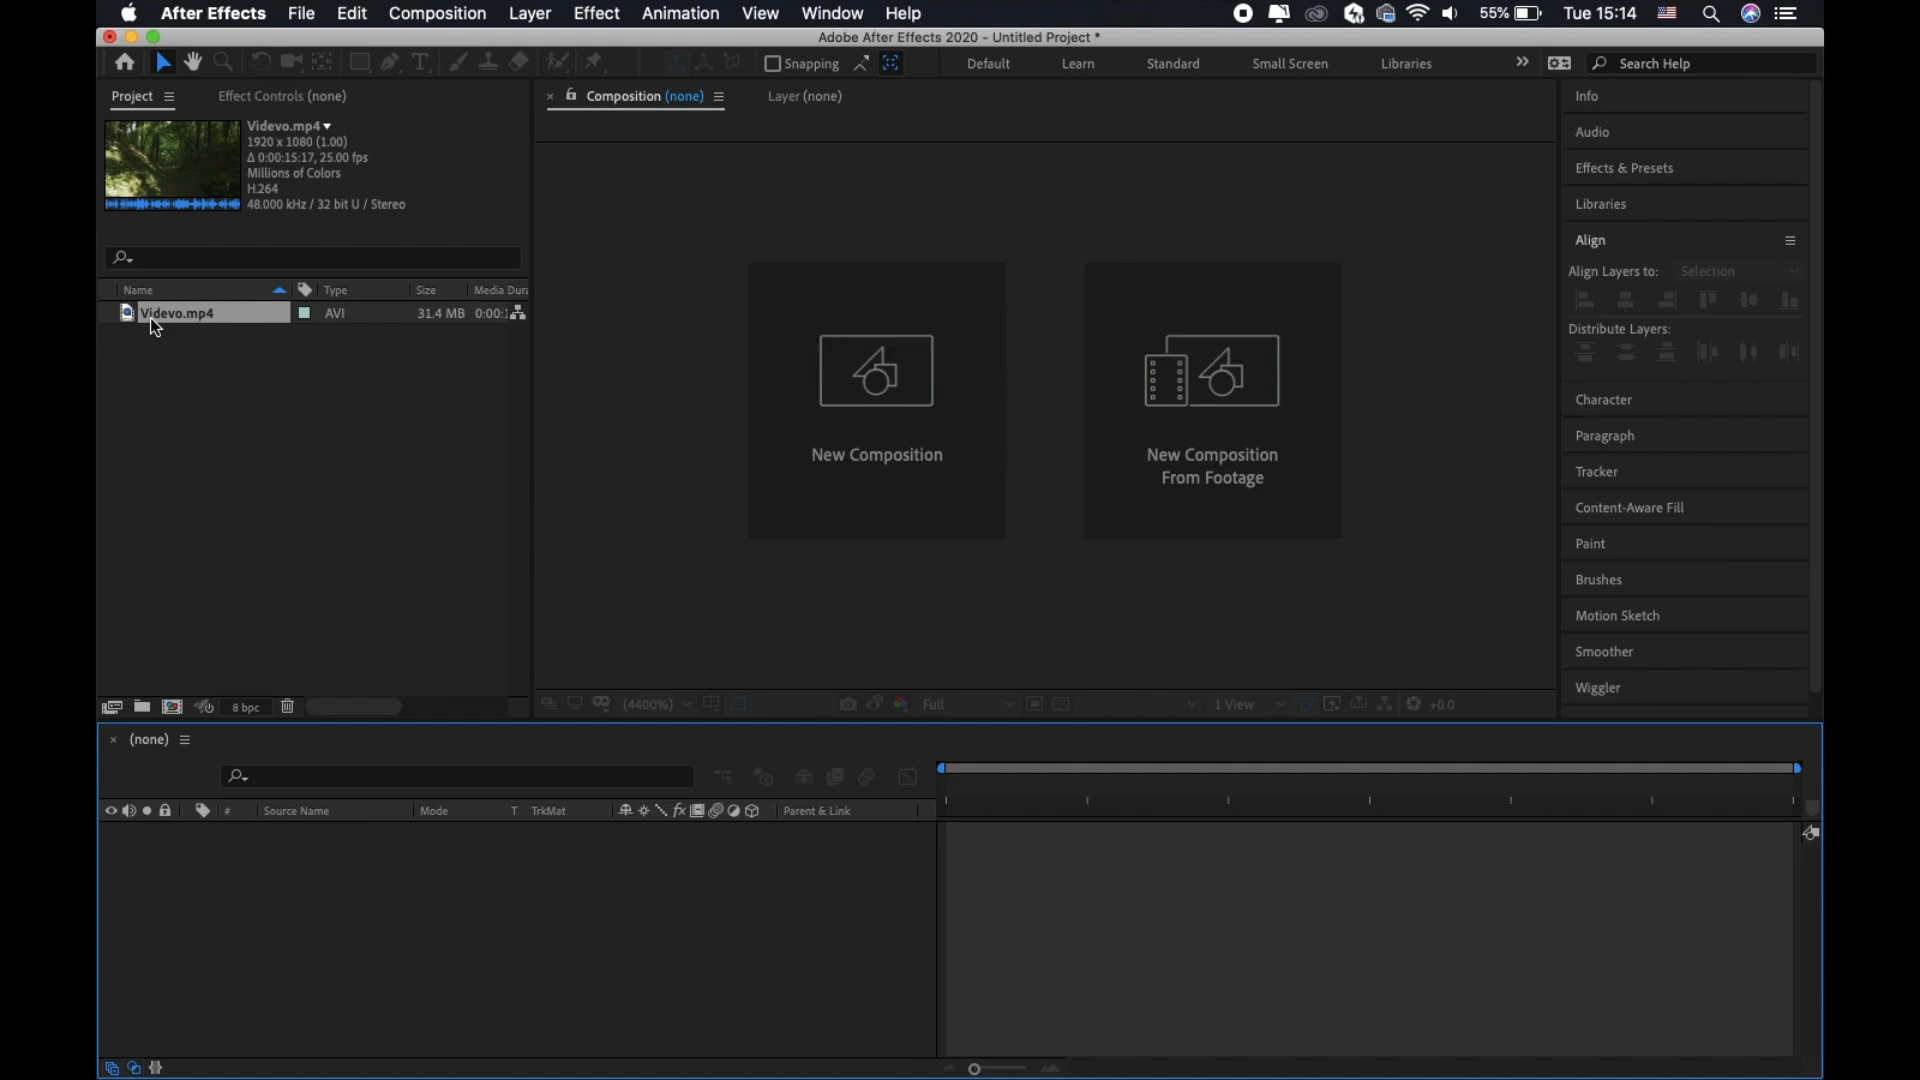 After Effects File Edit Composition Layer Effect Animation View Window Help 55% Tue 15:14
Adobe After Effects 2020 - Untitled Project *
Snapping Default Learn Standard Small Screen Libraries » Search Help
Project Effect Controls (none)
Videvo.mp4
1920 x 1080 (1.00)
Δ 0:00:15:17, 25.00 fps
Millions of Colors
H.264
48.000 kHz / 32 bit U / Stereo
Name Type Size Media Dura
Videvo.mp4 AVI 31.4 MB 0:00:1
8 bpc
× Composition (none) Layer (none)
New Composition
New Composition
From Footage
(4400%) Full 1 View +0.0
Info
Audio
Effects & Presets
Libraries
Align
Align Layers to: Selection
Distribute Layers:
Character
Paragraph
Tracker
Content-Aware Fill
Paint
Brushes
Motion Sketch
Smoother
Wiggler
× (none)
# Source Name Mode T TrkMat fx Parent & Link